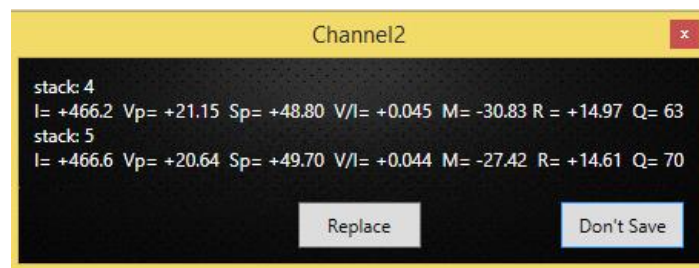 Channel2
x
stack: 4
I= +466.2 Vp= +21.15 Sp= +48.80 V/I= +0.045 M= -30.83 R = +14.97 Q= 63
stack: 5
I= +466.6 Vp= +20.64 Sp= +49.70 V/I= +0.044 M= -27.42 R= +14.61 Q= 70
Replace Don't Save